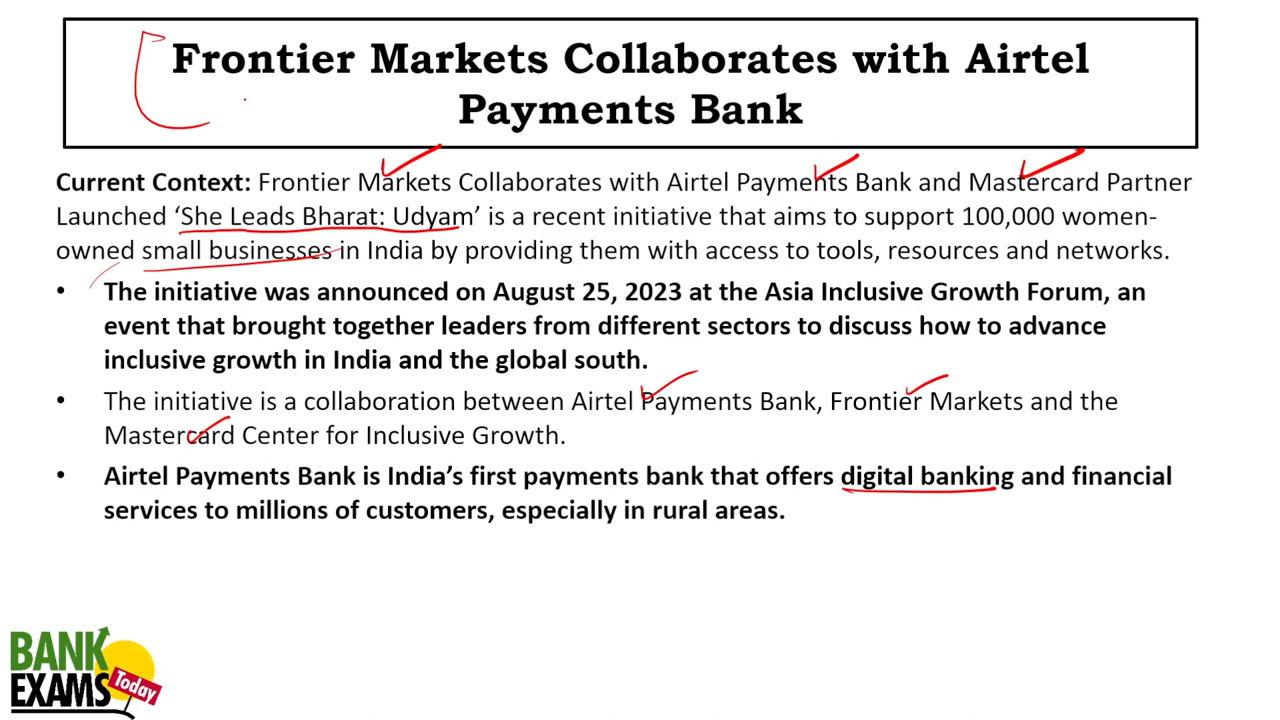 Frontier Markets Collaborates with Airtel
Payments Bank
Current Context: Frontier Markets Collaborates with Airtel Payments Bank and Mastercard Partner
Launched ‘She Leads Bharat: Udyam’ is a recent initiative that aims to support 100,000 women-
owned small businesses in India by providing them with access to tools, resources and networks.
• The initiative was announced on August 25, 2023 at the Asia Inclusive Growth Forum, an
event that brought together leaders from different sectors to discuss how to advance
inclusive growth in India and the global south.
• The initiative is a collaboration between Airtel Payments Bank, Frontier Markets and the
Mastercard Center for Inclusive Growth.
• Airtel Payments Bank is India’s first payments bank that offers digital banking and financial
services to millions of customers, especially in rural areas.
BANK
EXAMS
Today